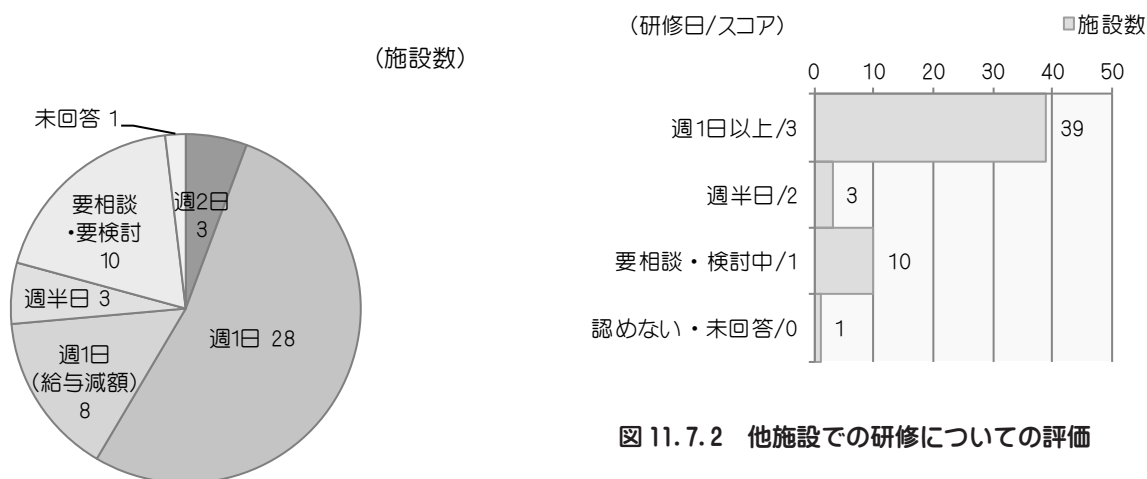 （施設数）
未回答 1
週2日
3
要相談
・要検討
10
週半日 3
週1日 28
週1日
（給与減額）
8
（研修日/スコア）
施設数
0 10 20 30 40 50
週1日以上/3 39
週半日/2 3
要相談・検討中/1 10
認めない・未回答/0 1
図 11.7.2 他施設での研修についての評価